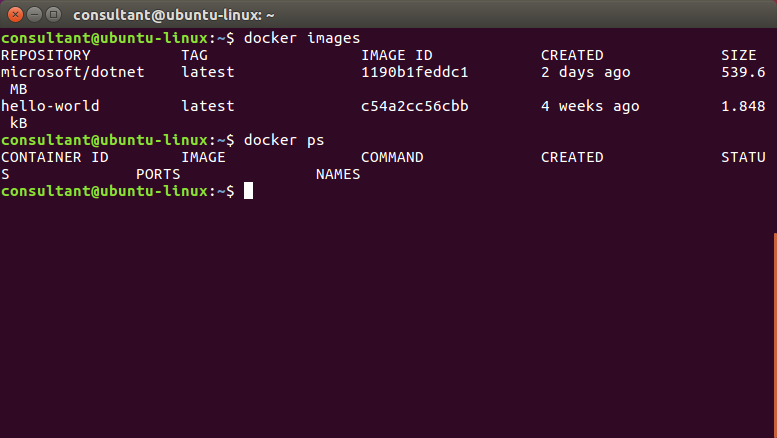 consultant@ubuntu-linux: ~
consultant@ubuntu-linux:~$ docker images
REPOSITORY          TAG                 IMAGE ID            CREATED             SIZE
microsoft/dotnet    latest              1190b1feddc1        2 days ago          539.6
 MB
hello-world         latest              c54a2cc56cbb        4 weeks ago         1.848
 kB
consultant@ubuntu-linux:~$ docker ps
CONTAINER ID        IMAGE               COMMAND             CREATED             STATU
S              PORTS               NAMES
consultant@ubuntu-linux:~$